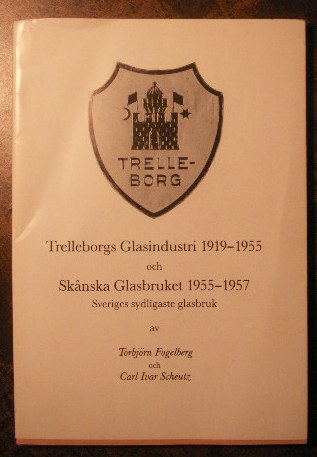 TRELLE-
BORG
Trelleborgs Glasindustri 1919–1955
och
Skånska Glasbruket 1955–1957
Sveriges sydligaste glasbruk
av
Torbjörn Fogelberg
och
Carl Ivar Scheutz